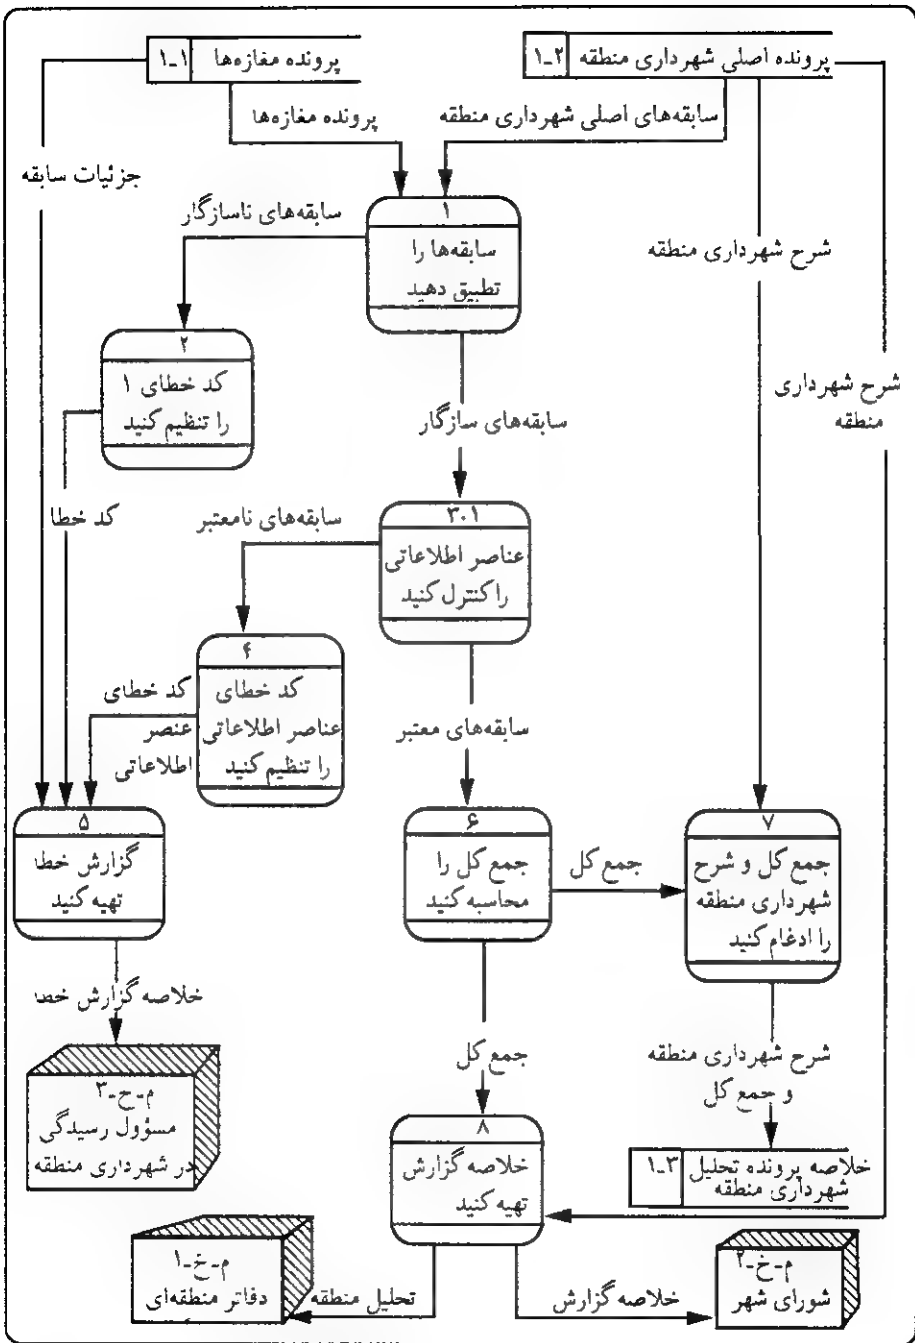 پرونده اصلی شهرداری منطقه ۱-۲
پرونده مغازه‌ها ۱-۱
سابقه‌های اصلی شهرداری منطقه
پرونده مغازه‌ها
جزئیات سابقه
۱
سابقه‌ها را
تطبیق دهید
سابقه‌های ناسازگار
شرح شهرداری منطقه
۲
کد خطای ۱
را تنظیم کنید
شرح شهرداری
منطقه
سابقه‌های سازگار
کد خطا
۳.۱
عناصر اطلاعاتی
را کنترل کنید
سابقه‌های نامعتبر
۴
کد خطای
عناصر اطلاعاتی
را تنظیم کنید
کد خطای
عنصر
اطلاعاتی
سابقه‌های معتبر
۷
جمع کل و شرح
شهرداری منطقه
را ادغام کنید
جمع کل
۶
جمع کل را
محاسبه کنید
۵
گزارش خطا
تهیه کنید
خلاصه گزارش خطا
جمع کل
شرح شهرداری منطقه
و جمع کل
م-ح-۳
مسؤول رسیدگی
در شهرداری منطقه
۸
خلاصه گزارش
تهیه کنید
خلاصه پرونده تحلیل ۱-۳
شهرداری منطقه
م-خ-۲
شورای شهر
خلاصه گزارش
تحلیل منطقه
م-خ-۱
دفاتر منطقه‌ای